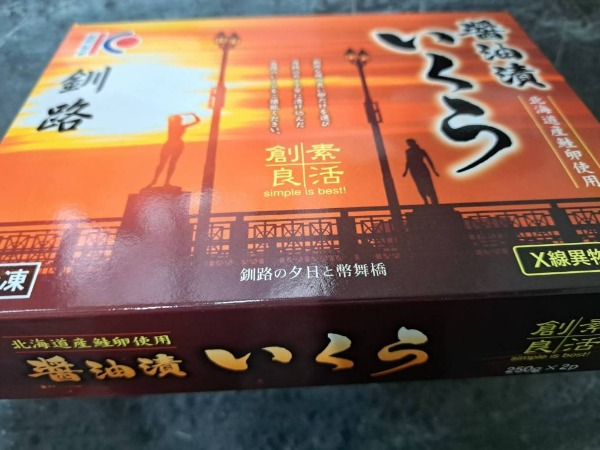 釧路
醤油漬
いくら
北海道産鮭卵使用
創素
良活
simple is best!
釧路の夕日と幣舞橋
凍
X線異物
北海道産鮭卵使用
醤油漬 いくら
創素
良活
simple is best!
250g×2p